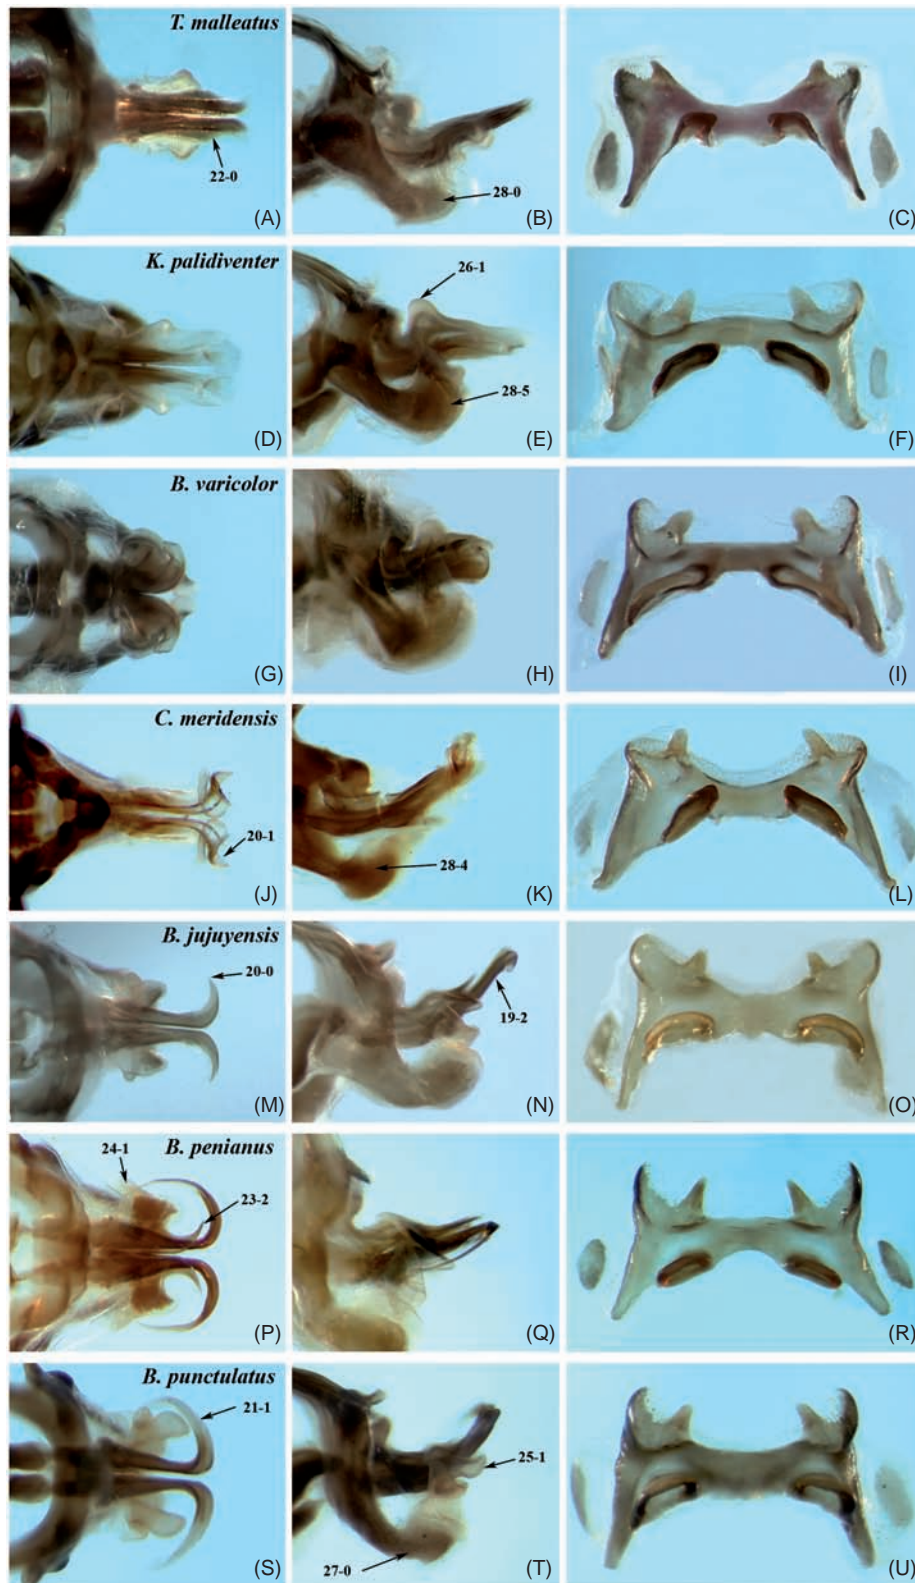 T. malleatus
22-0
(A)
28-0
(B)
(C)
K. palidiventer
(D)
26-1
28-5
(E)
(F)
B. varicolor
(G)
(H)
(I)
C. meridensis
20-1
(J)
28-4
(K)
(L)
B. jujuyensis
20-0
(M)
19-2
(N)
(O)
B. penianus
24-1
23-2
(P)
(Q)
(R)
B. punctulatus
21-1
(S)
25-1
27-0
(T)
(U)